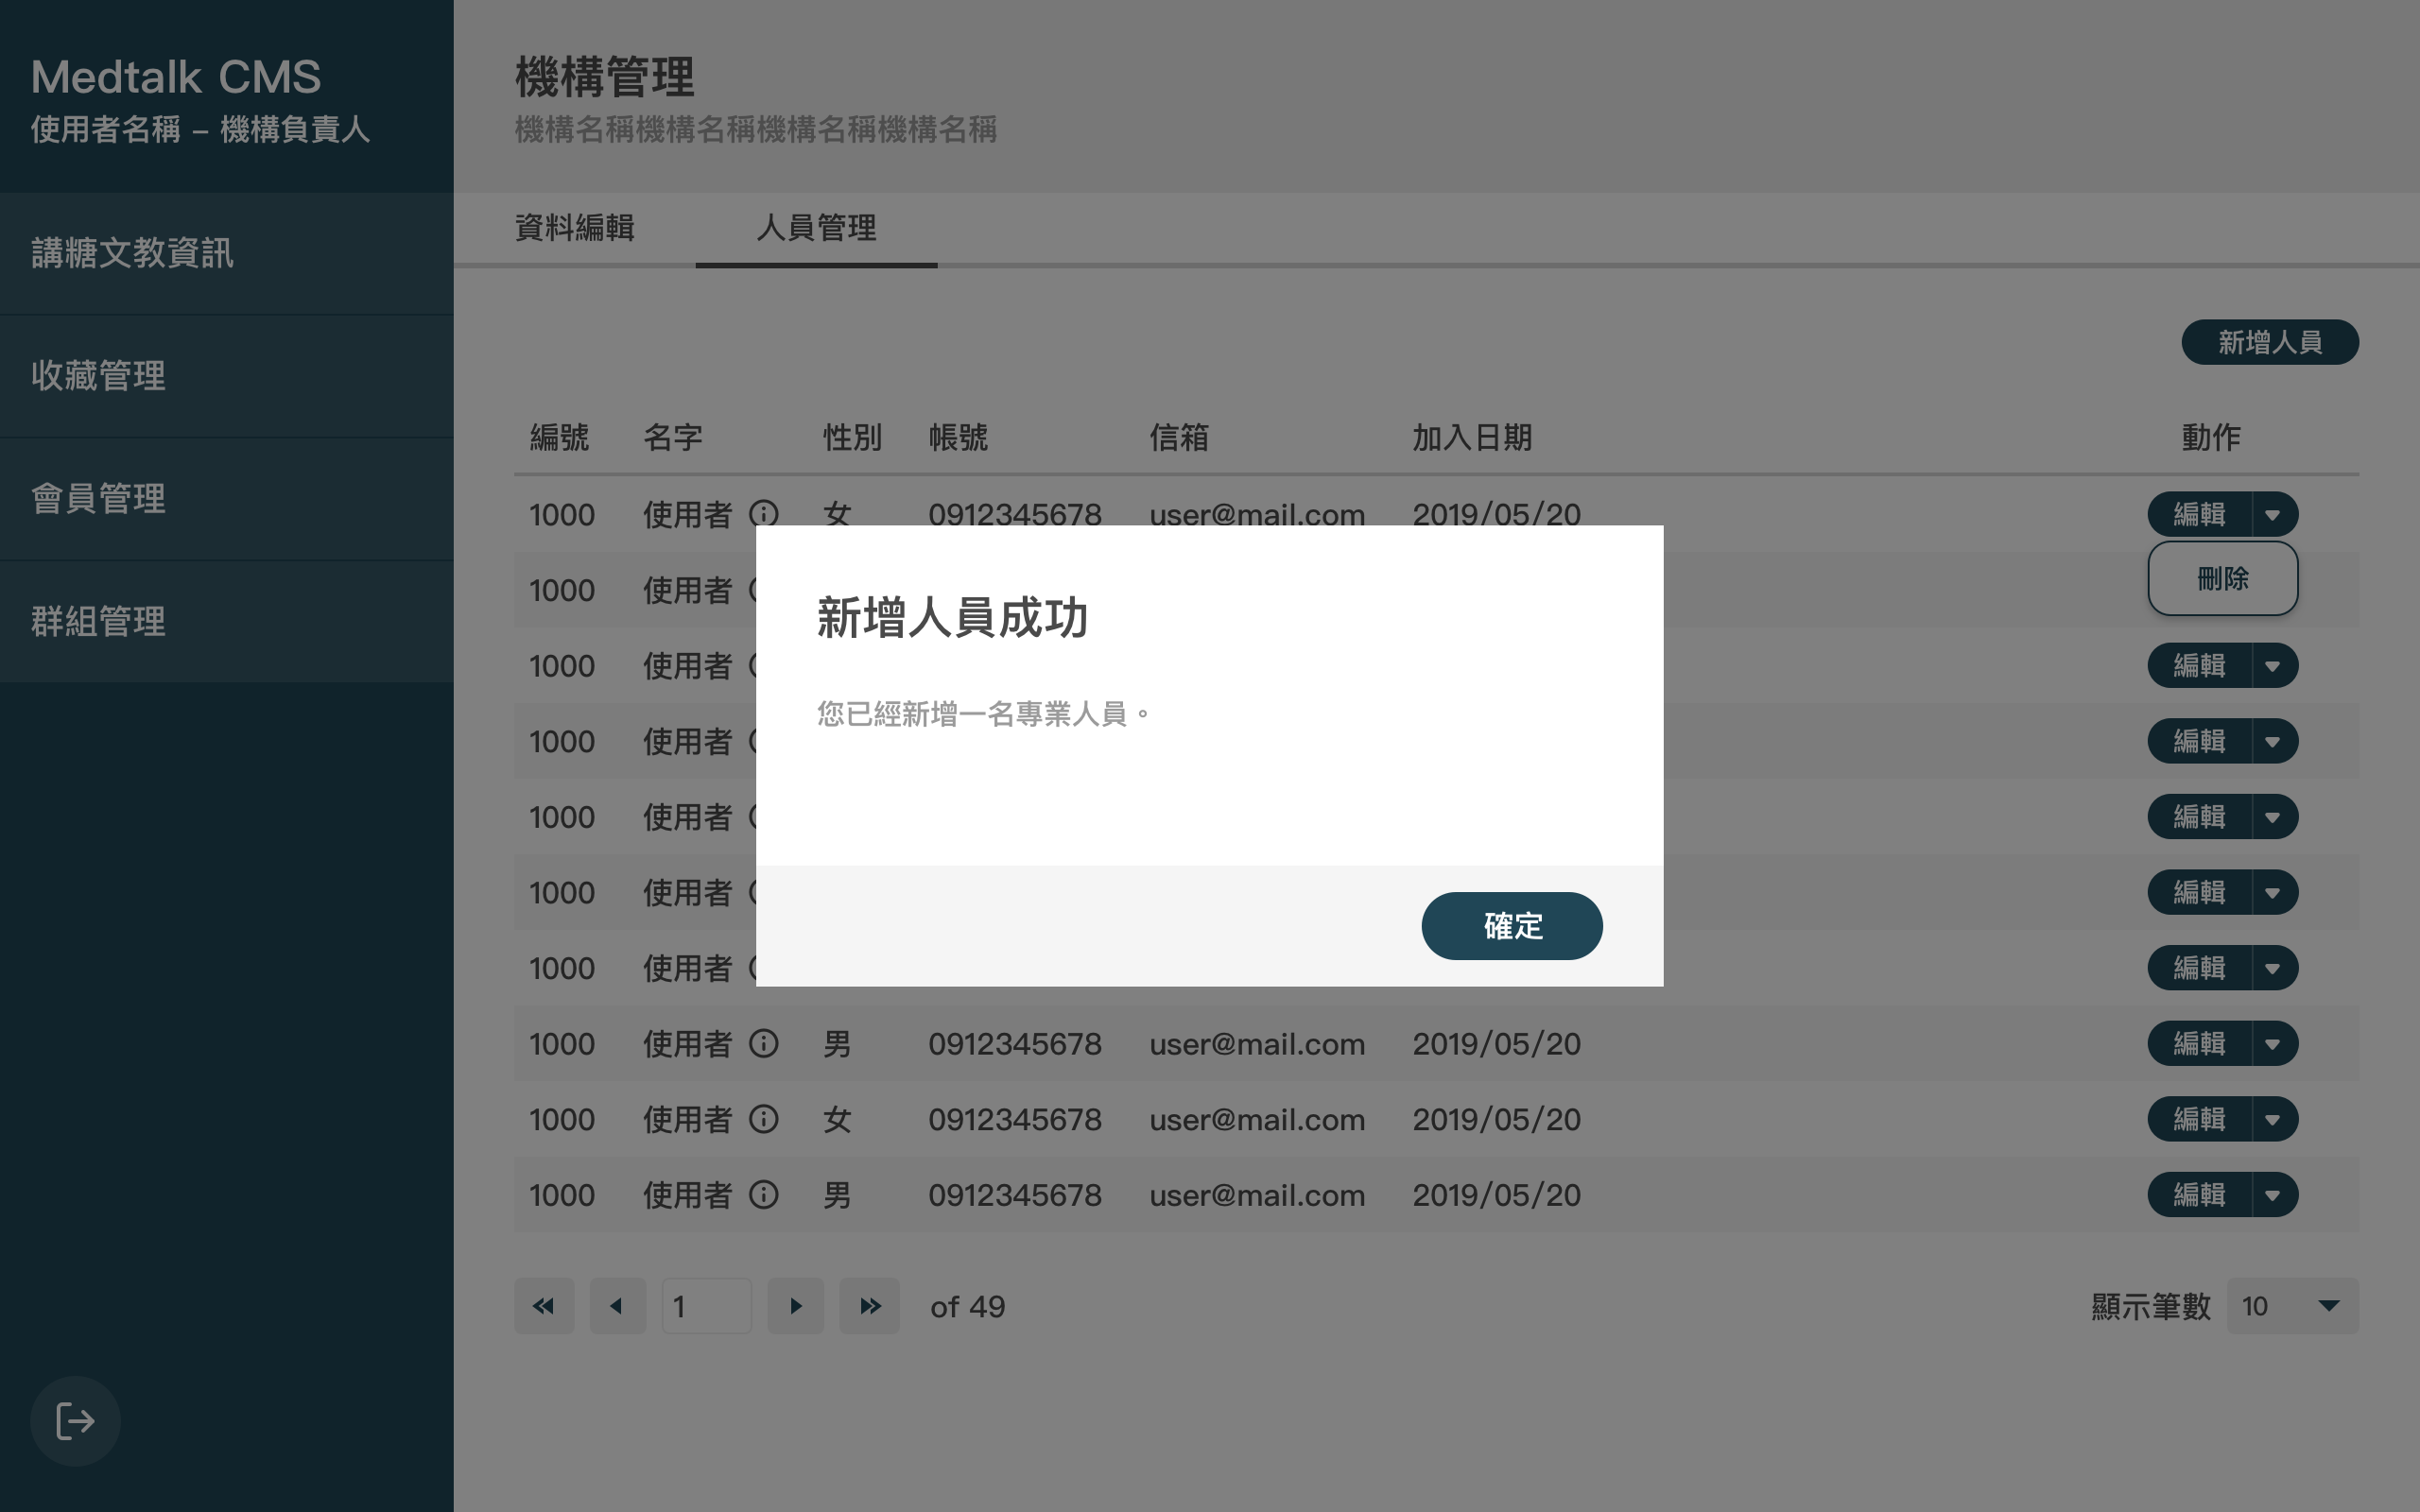 Medtalk CMS
使用者名稱 – 機構負責人
講糖文教資訊
收藏管理
會員管理
群組管理
機構管理
機構名稱機構名稱機構名稱機構名稱
資料編輯 人員管理
新增人員
編號 名字 性別 帳號 信箱 加入日期 動作
1000 使用者 女 0912345678 user@mail.com 2019/05/20 編輯
1000 使用者 刪除
1000 使用者 編輯
1000 使用者 編輯
1000 使用者 編輯
1000 使用者 編輯
1000 使用者 編輯
1000 使用者 男 0912345678 user@mail.com 2019/05/20 編輯
1000 使用者 女 0912345678 user@mail.com 2019/05/20 編輯
1000 使用者 男 0912345678 user@mail.com 2019/05/20 編輯
新增人員成功
您已經新增一名專業人員。
確定
1 of 49
顯示筆數 10